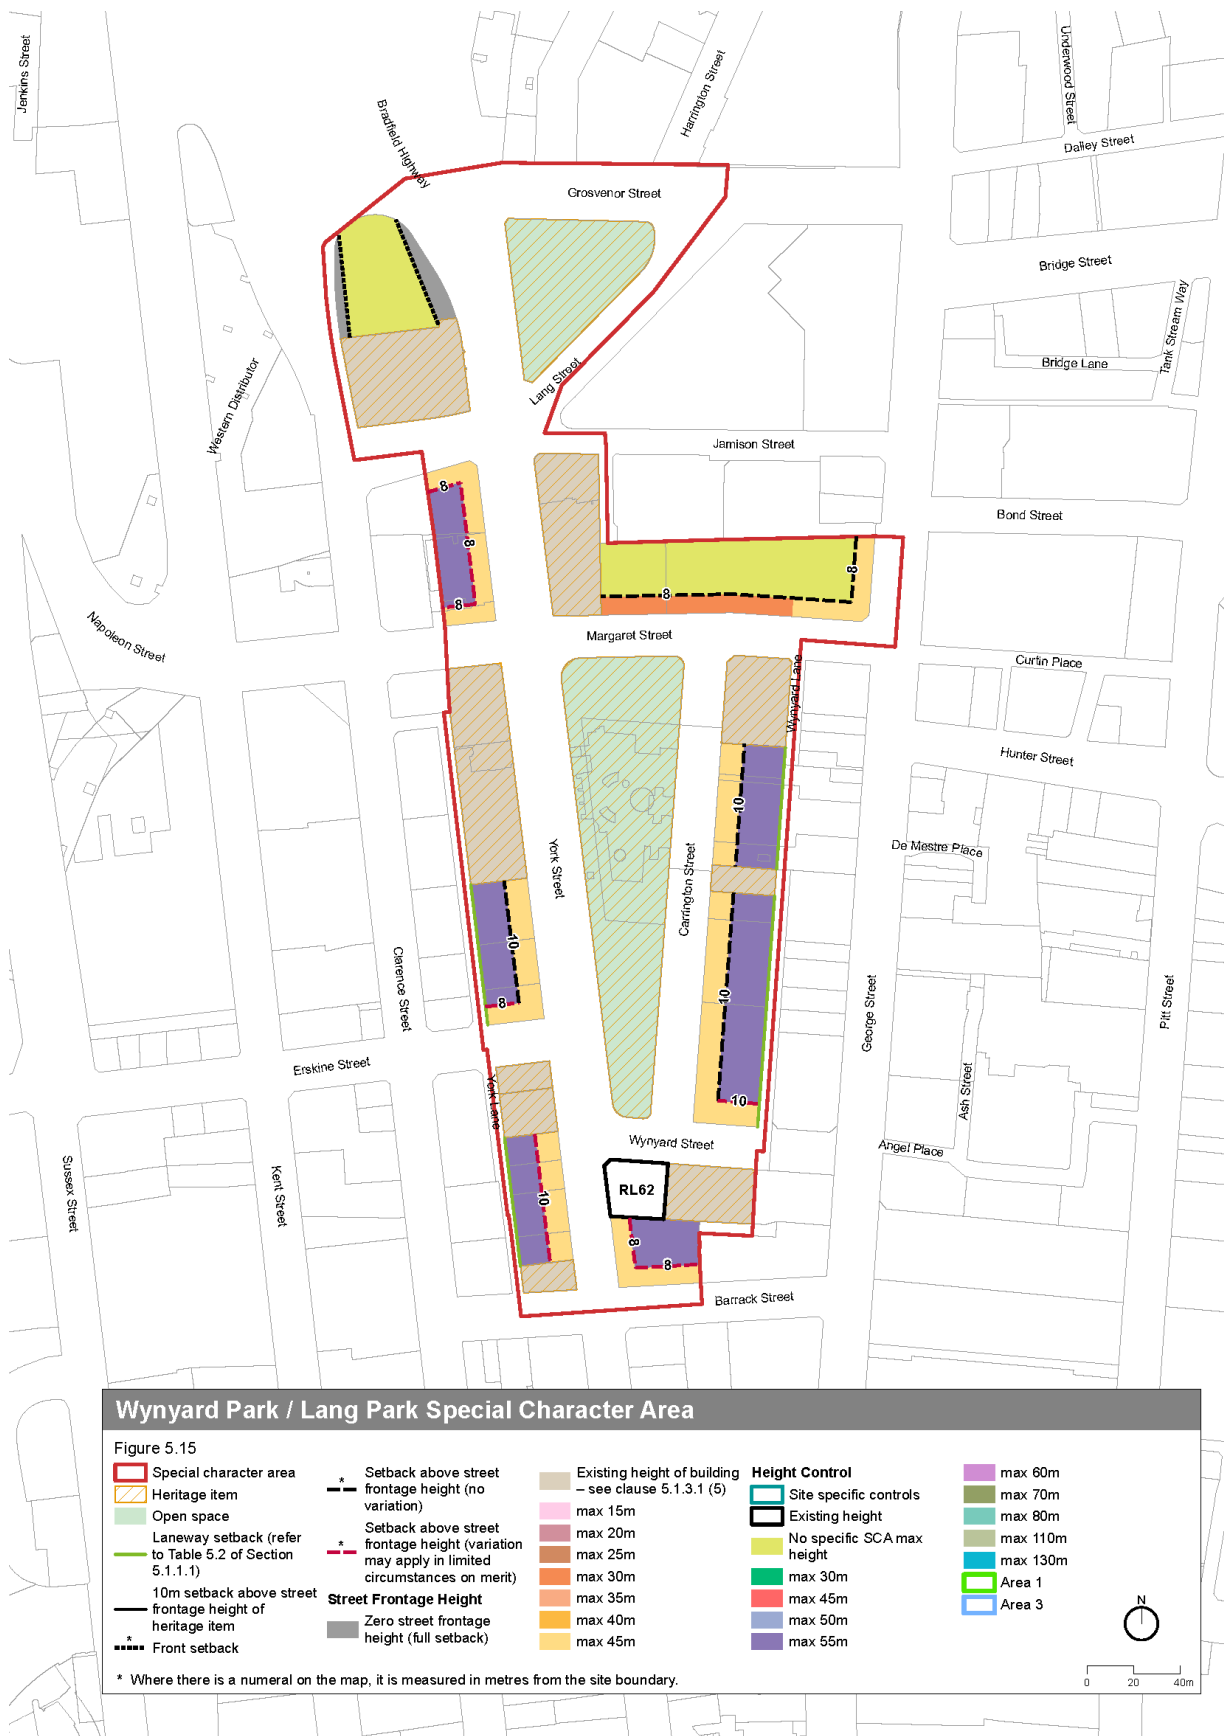 Jenkins Street
Bradfield Highway
Harrington Street
Underwood Street
Dalley Street
Grosvenor Street
Bridge Street
Tank Stream Way
Bridge Lane
Western Distributor
Lang Street
Jamison Street
8
Bond Street
8
8
8
8
Napoleon Street
Margaret Street
Curtin Place
Wynyard Lane
Hunter Street
10
De Mestre Place
York Street
Carrington Street
10
Clarence Street
10
8
George Street
Pitt Street
Erskine Street
York Lane
Ash Street
10
Wynyard Street
Angel Place
Sussex Street
Kent Street
10
RL62
8
8
Barrack Street
Wynyard Park / Lang Park Special Character Area
Figure 5.15
Special character area
Heritage item
Open space
Laneway setback (refer
to Table 5.2 of Section
5.1.1.1)
10m setback above street
frontage height of
heritage item
* Front setback
* Setback above street
frontage height (no
variation)
* Setback above street
frontage height (variation
may apply in limited
circumstances on merit)
Street Frontage Height
Zero street frontage
height (full setback)
Existing height of building
– see clause 5.1.3.1 (5)
max 15m
max 20m
max 25m
max 30m
max 35m
max 40m
max 45m
Height Control
Site specific controls
Existing height
No specific SCA max
height
max 30m
max 45m
max 50m
max 55m
max 60m
max 70m
max 80m
max 110m
max 130m
Area 1
Area 3
N
0 20 40m
* Where there is a numeral on the map, it is measured in metres from the site boundary.